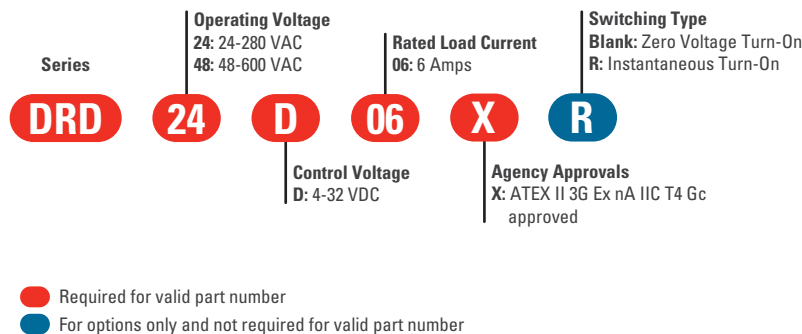 Operating Voltage
24: 24-280 VAC
48: 48-600 VAC
Rated Load Current
06: 6 Amps
Switching Type
Blank: Zero Voltage Turn-On
R: Instantaneous Turn-On
Series
DRD 24 D 06 X R
Control Voltage
D: 4-32 VDC
Agency Approvals
X: ATEX II 3G Ex nA IIC T4 Gc
approved
Required for valid part number
For options only and not required for valid part number